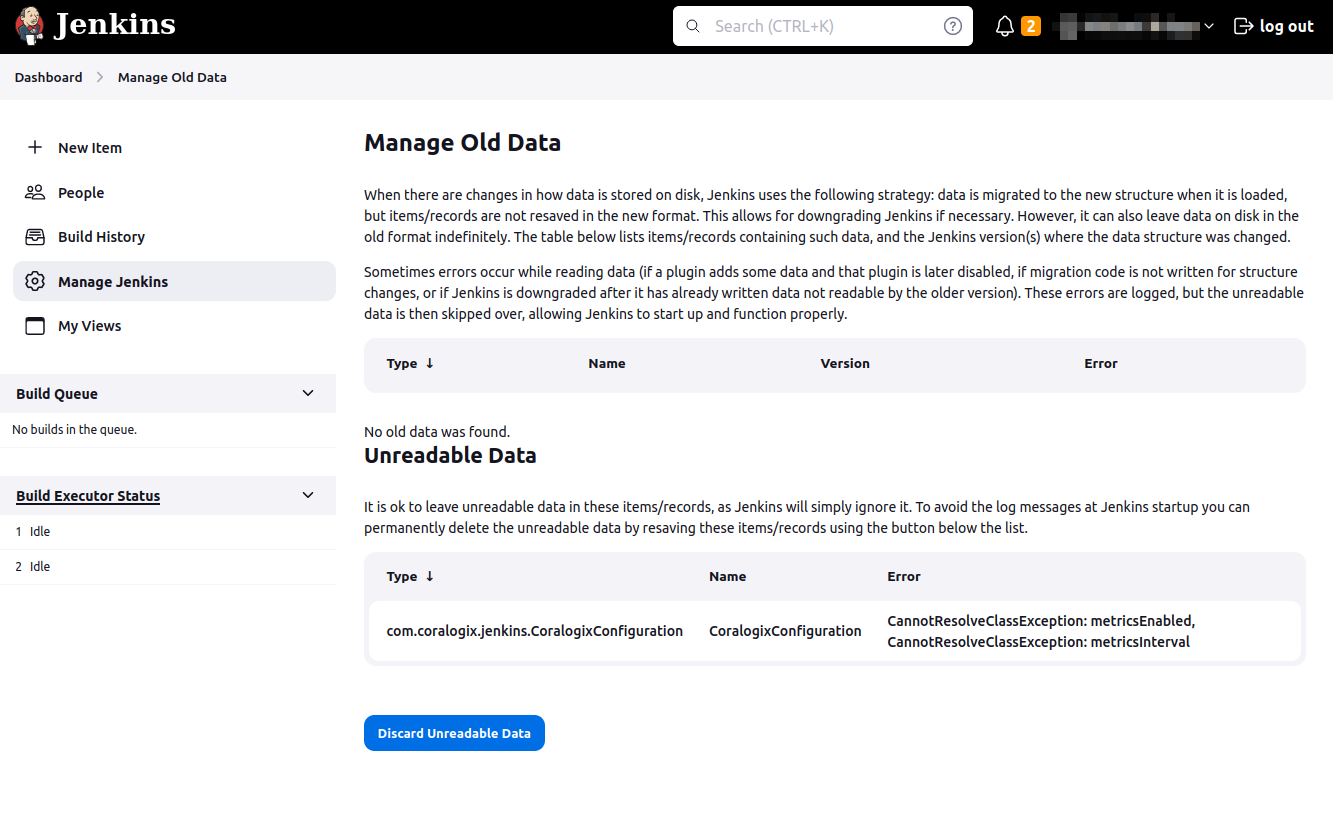 Jenkins
Search (CTRL+K)
2
log out
Dashboard
Manage Old Data
New Item
People
Build History
Manage Jenkins
My Views
Build Queue
No builds in the queue.
Build Executor Status
1 Idle
2 Idle
Manage Old Data
When there are changes in how data is stored on disk, Jenkins uses the following strategy: data is migrated to the new structure when it is loaded,
but items/records are not resaved in the new format. This allows for downgrading Jenkins if necessary. However, it can also leave data on disk in the
old format indefinitely. The table below lists items/records containing such data, and the Jenkins version(s) where the data structure was changed.
Sometimes errors occur while reading data (if a plugin adds some data and that plugin is later disabled, if migration code is not written for structure
changes, or if Jenkins is downgraded after it has already written data not readable by the older version). These errors are logged, but the unreadable
data is then skipped over, allowing Jenkins to start up and function properly.
Type ↓ Name Version Error
No old data was found.
Unreadable Data
It is ok to leave unreadable data in these items/records, as Jenkins will simply ignore it. To avoid the log messages at Jenkins startup you can
permanently delete the unreadable data by resaving these items/records using the button below the list.
Type ↓ Name Error
com.coralogix.jenkins.CoralogixConfiguration CoralogixConfiguration CannotResolveClassException: metricsEnabled,
CannotResolveClassException: metricsInterval
Discard Unreadable Data